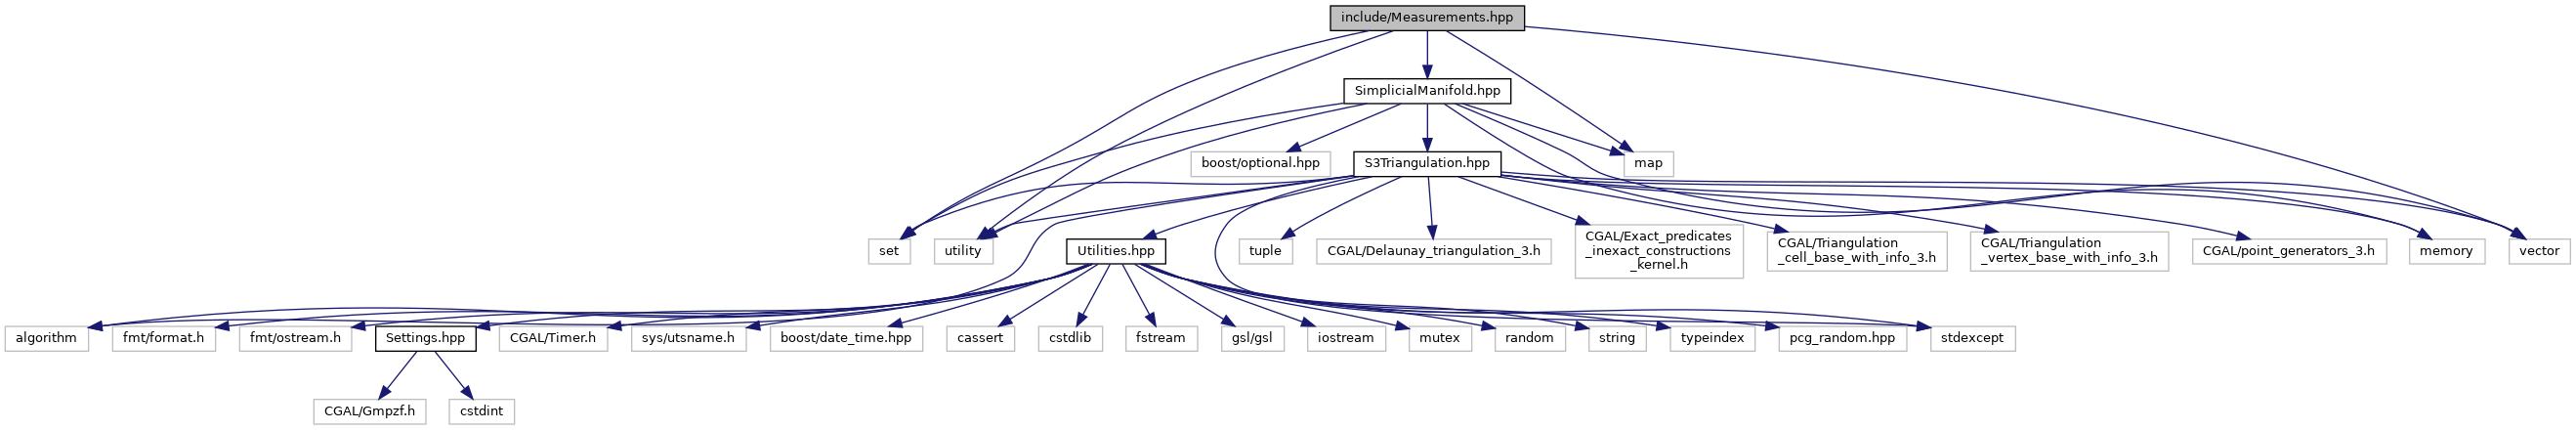 include/Measurements.hpp
SimplicialManifold.hpp
boost/optional.hpp
S3Triangulation.hpp
map
set
utility
Utilities.hpp
tuple
CGAL/Delaunay_triangulation_3.h
CGAL/Exact_predicates
_inexact_constructions
_kernel.h
CGAL/Triangulation
_cell_base_with_info_3.h
CGAL/Triangulation
_vertex_base_with_info_3.h
CGAL/point_generators_3.h
memory
vector
algorithm
fmt/format.h
fmt/ostream.h
Settings.hpp
CGAL/Timer.h
sys/utsname.h
boost/date_time.hpp
cassert
cstdlib
fstream
gsl/gsl
iostream
mutex
random
string
typeindex
pcg_random.hpp
stdexcept
CGAL/Gmpzf.h
cstdint